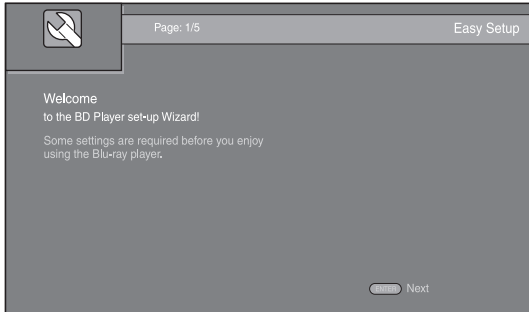 Page: 1/5
Easy Setup
Welcome
to the BD Player set-up Wizard!
Some settings are required before you enjoy
using the Blu-ray player.
ENTER Next